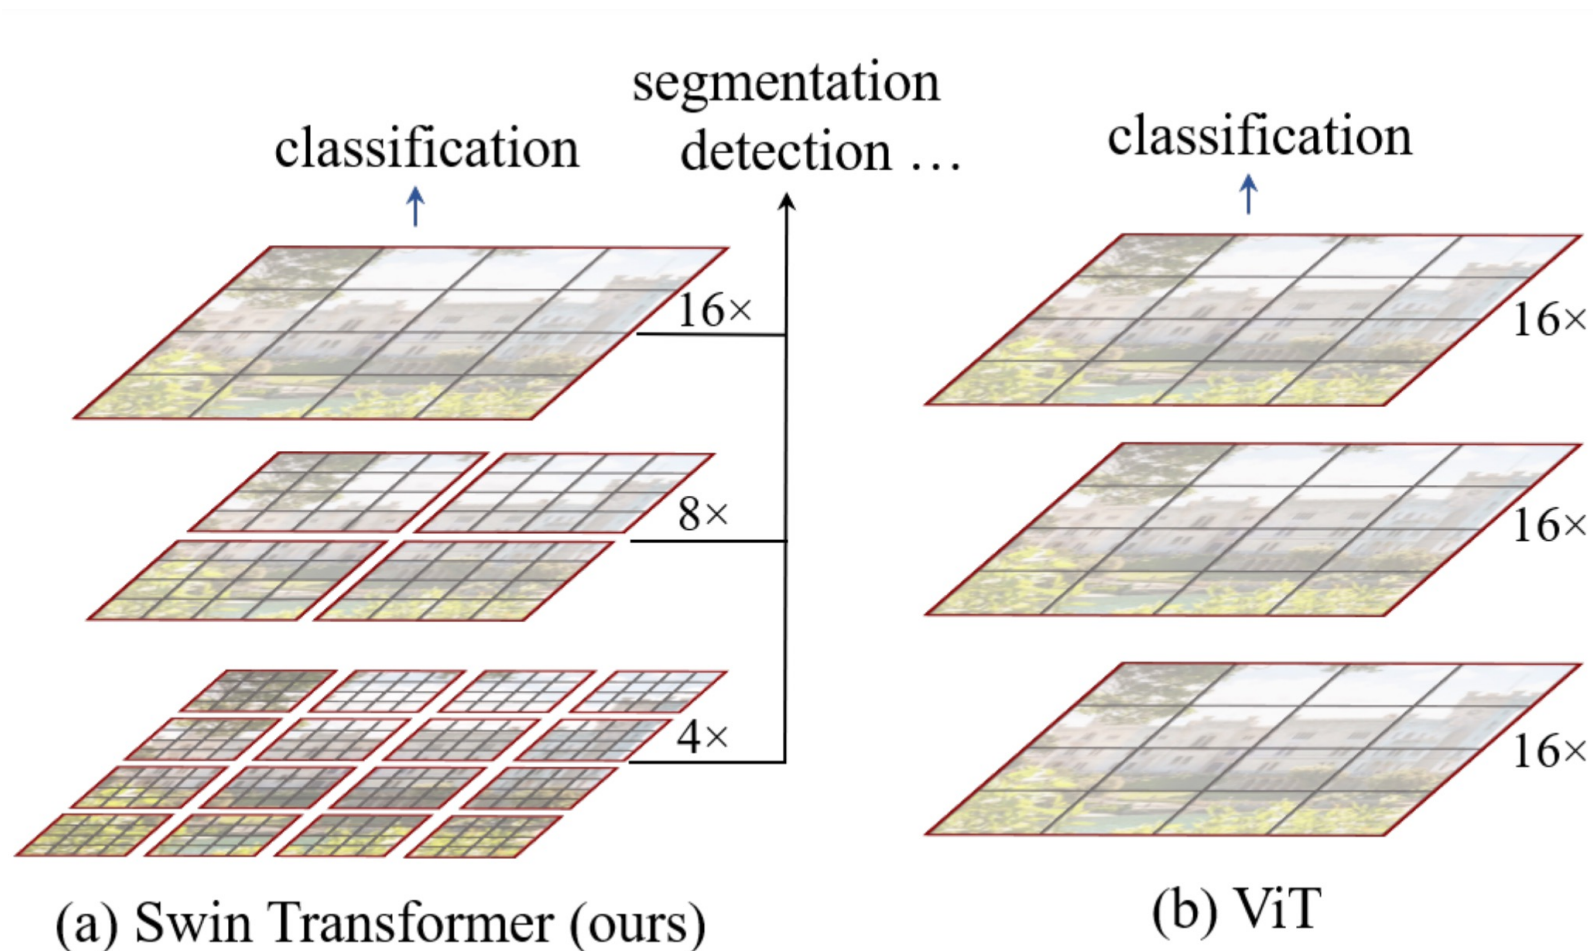 segmentation
detection …
classification
16×
8×
4×
(a) Swin Transformer (ours)
classification
16×
16×
16×
(b) ViT